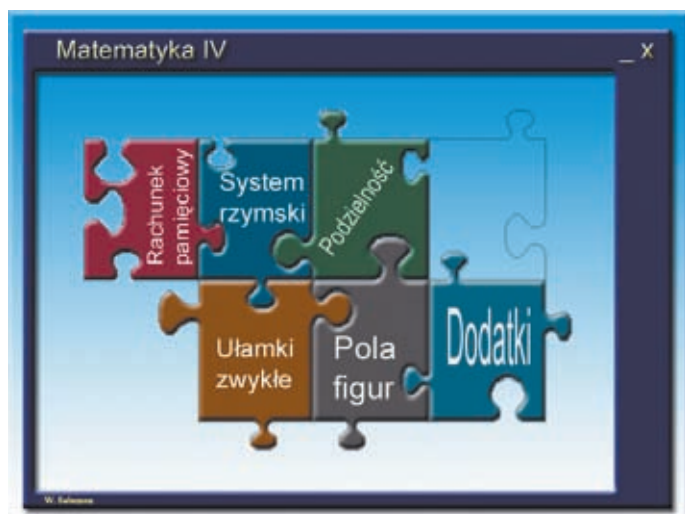 Matematyka IV
_ X
Rachunek
pamięciowy
System
rzymski
Podzielność
Ułamki
zwykłe
Pola
figur
Dodatki